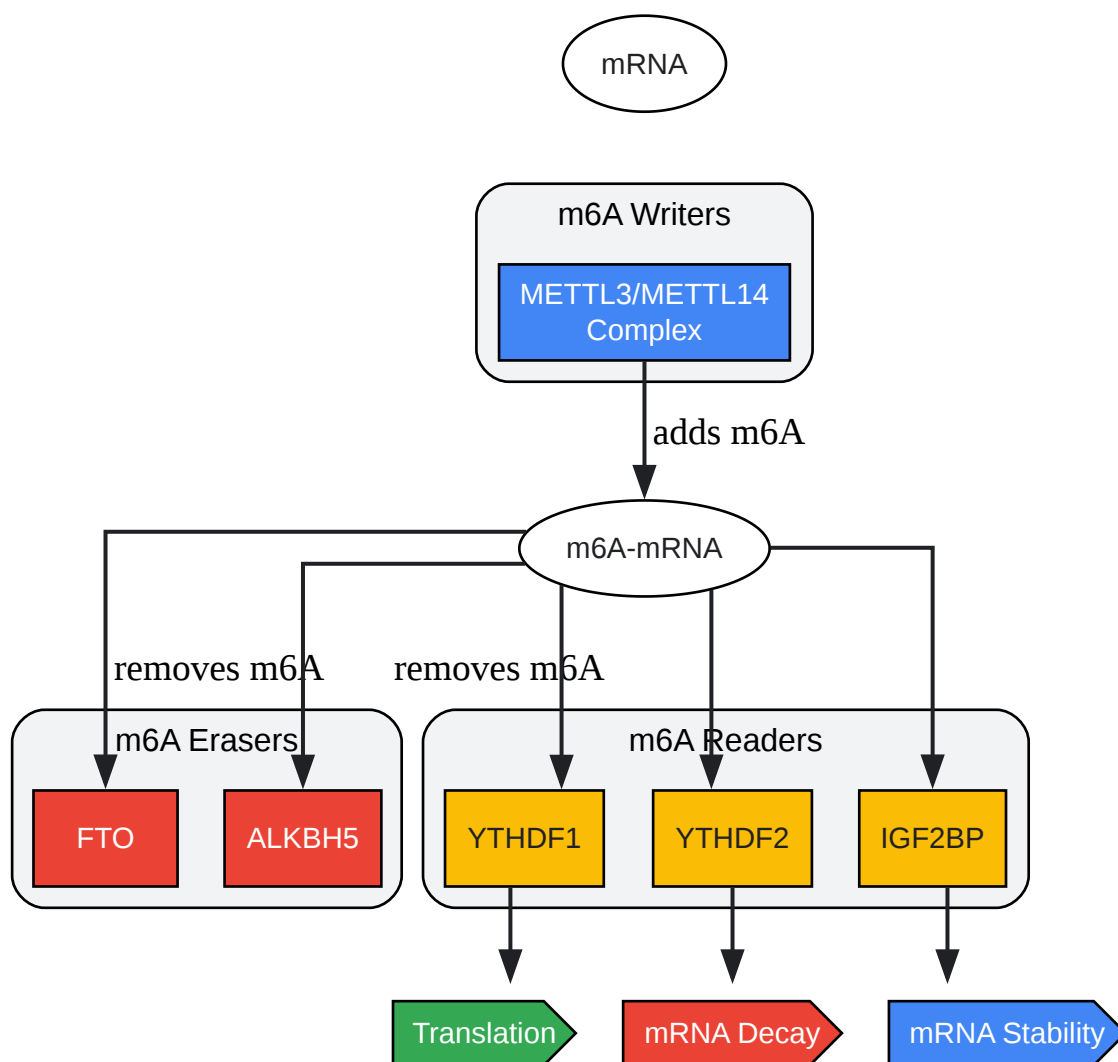 mRNA
m6A Writers
METTL3/METTL14
Complex
adds m6A
m6A-mRNA
removes m6A
removes m6A
m6A Erasers
m6A Readers
FTO
ALKBH5
YTHDF1
YTHDF2
IGF2BP
Translation
mRNA Decay
mRNA Stability